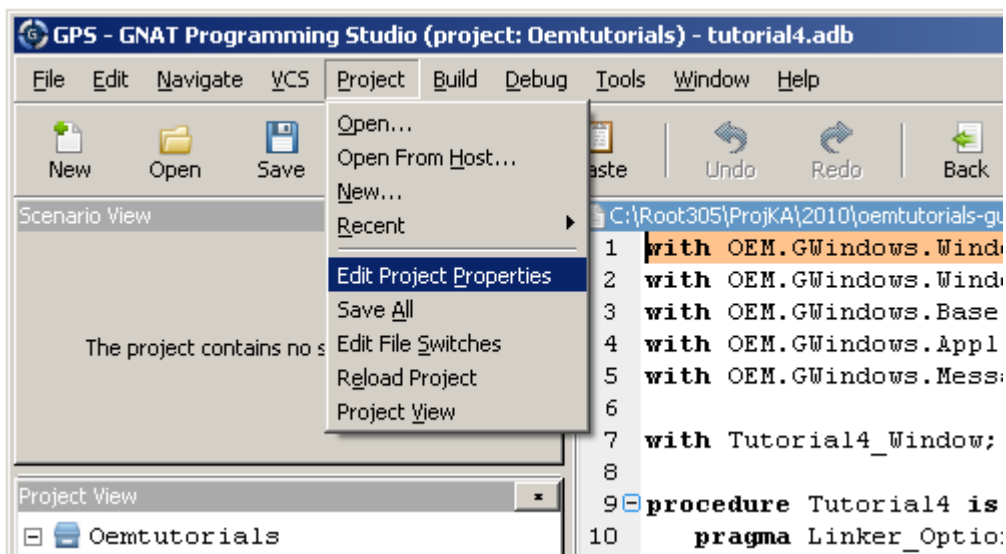 GPS - GNAT Programming Studio (project: Oemtutorials) - tutorial4.adb
File Edit Navigate VCS Project Build Debug Tools Window Help
New Open Save Undo Redo Back
Open...
Open From Host...
New...
Recent
Edit Project Properties
Save All
Edit File Switches
Reload Project
Project View
Scenario View
The project contains no
Project View
Oemtutorials
C:\Root305\ProjKA\2010\oemtutorials-gu
1 with OEM.GWindows.Windo
2 with OEM.GWindows.Windo
3 with OEM.GWindows.Base
4 with OEM.GWindows.Appl
5 with OEM.GWindows.Messa
6
7 with Tutorial4_Window;
8
9 procedure Tutorial4 is
10 pragma Linker_Option